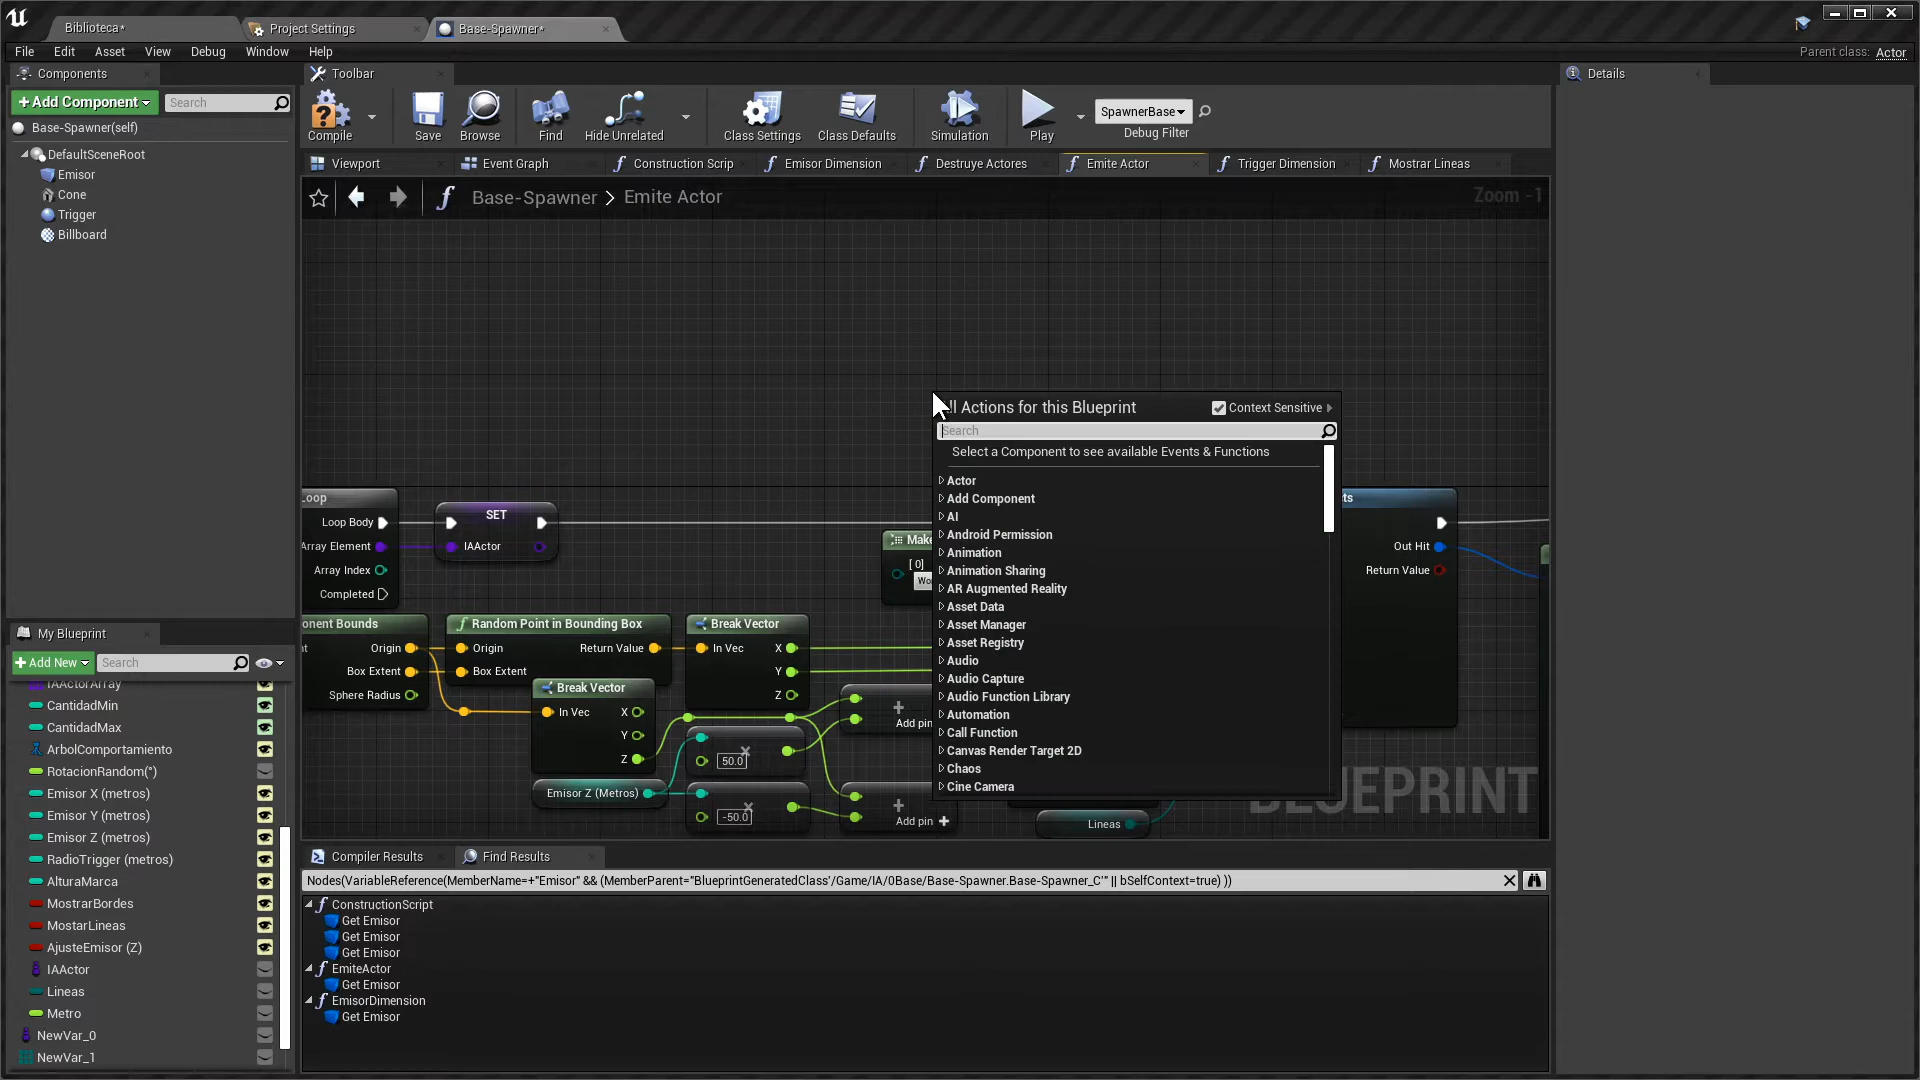 Biblioteca*
Project Settings
Base-Spawner*
File Edit Asset View Debug Window Help
Parent class: Actor
Components
Toolbar
Details
+Add Component
Search
Base-Spawner(self)
DefaultSceneRoot
Emisor
Cone
Trigger
Billboard
Compile
Save
Browse
Find
Hide Unrelated
Class Settings
Class Defaults
Simulation
Play
SpawnerBase
Debug Filter
Viewport
Event Graph
Construction Scrip
Emisor Dimension
Destruye Actores
Emite Actor
Trigger Dimension
Mostrar Lineas
Base-Spawner > Emite Actor
Zoom -1
ll Actions for this Blueprint
Context Sensitive
Search
Select a Component to see available Events & Functions
Actor
Add Component
AI
Android Permission
Animation
Animation Sharing
AR Augmented Reality
Asset Data
Asset Manager
Asset Registry
Audio
Audio Capture
Audio Function Library
Automation
Call Function
Canvas Render Target 2D
Chaos
Cine Camera
Loop
Loop Body
Array Element
Array Index
Completed
SET
IAActor
Make
[ 0]
Wo
ts
Out Hit
Return Value
onent Bounds
Origin
Box Extent
Sphere Radius
Random Point in Bounding Box
Origin
Return Value
Box Extent
Break Vector
In Vec
X
Y
Z
Break Vector
In Vec
X
Y
Z
50.0
-50.0
Emisor Z (Metros)
Add pin
Add pin +
Lineas
BLUEPRINT
My Blueprint
+Add New
Search
IAActorArray
CantidadMin
CantidadMax
ArbolComportamiento
RotacionRandom(°)
Emisor X (metros)
Emisor Y (metros)
Emisor Z (metros)
RadioTrigger (metros)
AlturaMarca
MostrarBordes
MostarLineas
AjusteEmisor (Z)
IAActor
Lineas
Metro
NewVar_0
NewVar_1
Compiler Results
Find Results
Nodes(VariableReference(MemberName=+"Emisor" && (MemberParent="BlueprintGeneratedClass'/Game/IA/0Base/Base-Spawner.Base-Spawner_C'" || bSelfContext=true) ))
ConstructionScript
Get Emisor
Get Emisor
Get Emisor
EmiteActor
Get Emisor
EmisorDimension
Get Emisor